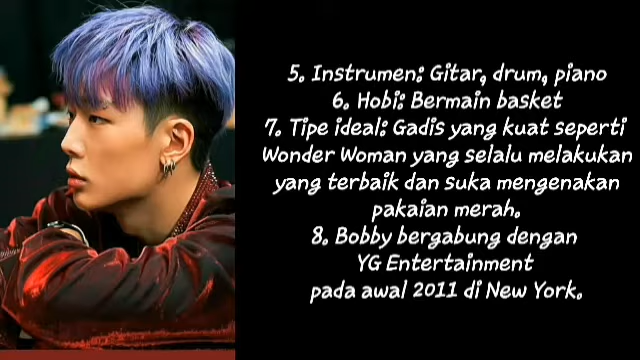 5. Instrumen: Gitar, drum, piano
6. Hobi: Bermain basket
7. Tipe ideal: Gadis yang kuat seperti
Wonder Woman yang selalu melakukan
yang terbaik dan suka mengenakan
pakaian merah.
8. Bobby bergabung dengan
YG Entertainment
pada awal 2011 di New York.